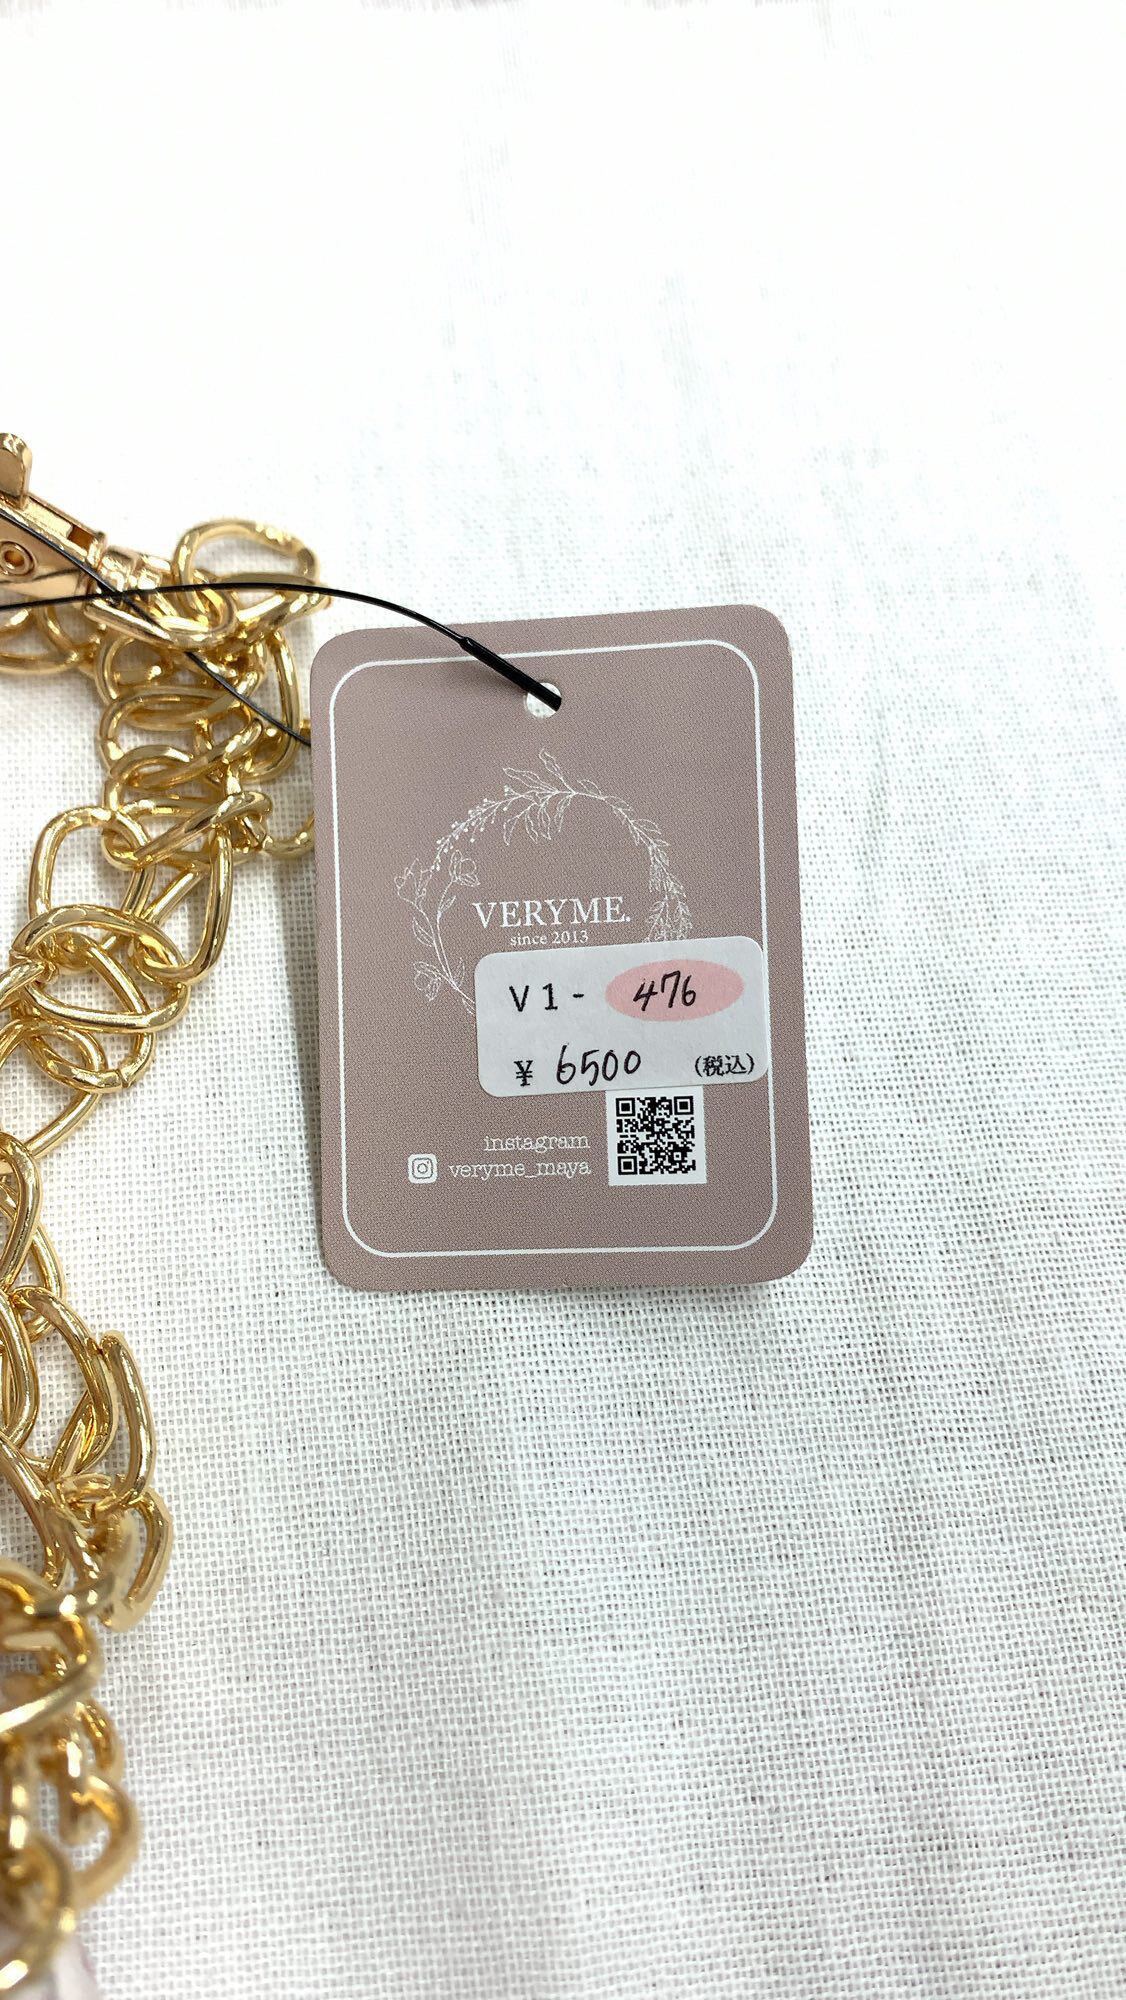 VERYME.
since 2013
V1- 476
¥ 6500 (税込)
instagram
veryme_maya